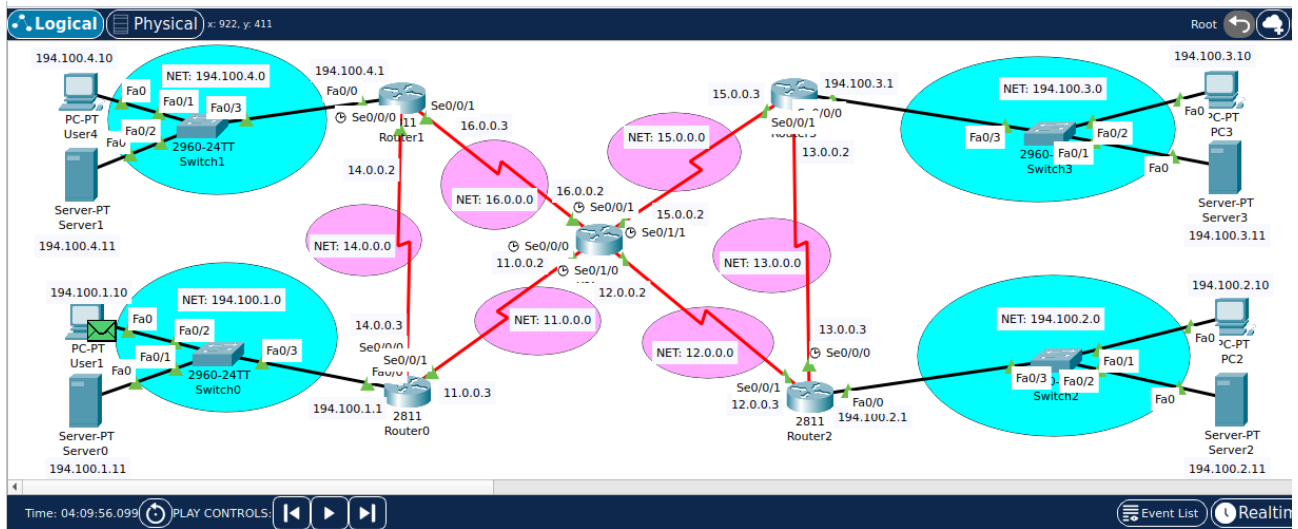 Logical
Physical
x: 922, y: 411
Root
194.100.4.10
NET: 194.100.4.0
194.100.4.1
Fa0
Fa0/1
Fa0/3
Fa0/0
Se0/0/0
Se0/0/1
PC-PT
User4
Fa0/2
2960-24TT
Switch1
Router1
16.0.0.3
Server-PT
Server1
194.100.4.11
14.0.0.2
NET: 16.0.0.0
NET: 14.0.0.0
15.0.0.3
194.100.3.1
Se0/0/1
NET: 15.0.0.0
13.0.0.2
194.100.3.10
NET: 194.100.3.0
Fa0
PC-PT
PC3
Fa0/3
Fa0/2
Fa0/1
Fa0
Switch3
Server-PT
Server3
194.100.3.11
16.0.0.2
Se0/0/1
15.0.0.2
Se0/1/1
Se0/0/0
11.0.0.2
Se0/1/0
12.0.0.2
NET: 13.0.0.0
194.100.1.10
NET: 194.100.1.0
Fa0
PC-PT
User1
Fa0/2
Fa0/1
Fa0/3
Fa0
2960-24TT
Switch0
Server-PT
Server0
194.100.1.11
14.0.0.3
Se0/0/1
194.100.1.1
11.0.0.3
2811
Router0
NET: 11.0.0.0
NET: 12.0.0.0
13.0.0.3
Se0/0/0
Se0/0/1
12.0.0.3
Fa0/0
194.100.2.1
2811
Router2
194.100.2.10
NET: 194.100.2.0
Fa0
PC-PT
PC2
Fa0/1
Fa0/3
Fa0/2
Fa0
Switch2
Server-PT
Server2
194.100.2.11
Time: 04:09:56.099
PLAY CONTROLS:
Event List
Realtim